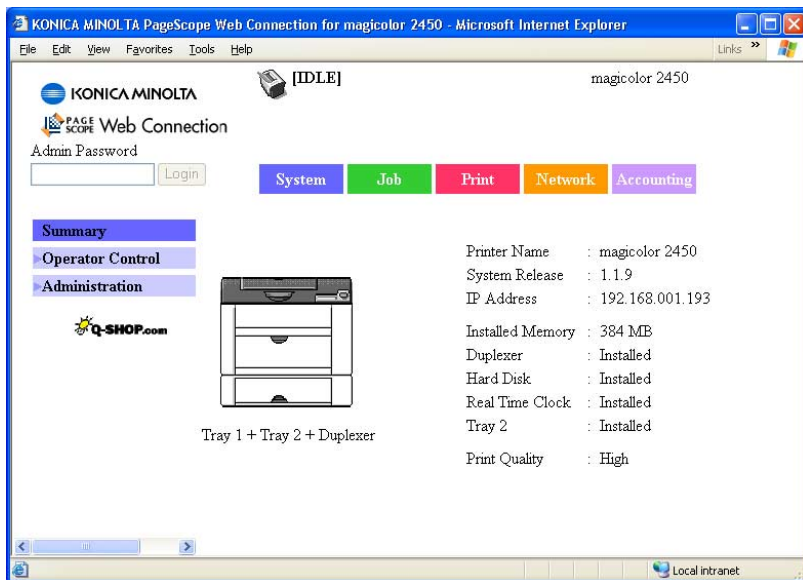 KONICA MINOLTA PageScope Web Connection for magicolor 2450 - Microsoft Internet Explorer
File Edit View Favorites Tools Help Links »
KONICA MINOLTA
[IDLE]
magicolor 2450
PAGE SCOPE Web Connection
Admin Password
Login
System Job Print Network Accounting
Summary
Operator Control
Administration
Q-SHOP.com
Tray 1 + Tray 2 + Duplexer
Printer Name : magicolor 2450
System Release : 1.1.9
IP Address : 192.168.001.193
Installed Memory : 384 MB
Duplexer : Installed
Hard Disk : Installed
Real Time Clock : Installed
Tray 2 : Installed
Print Quality : High
Local intranet